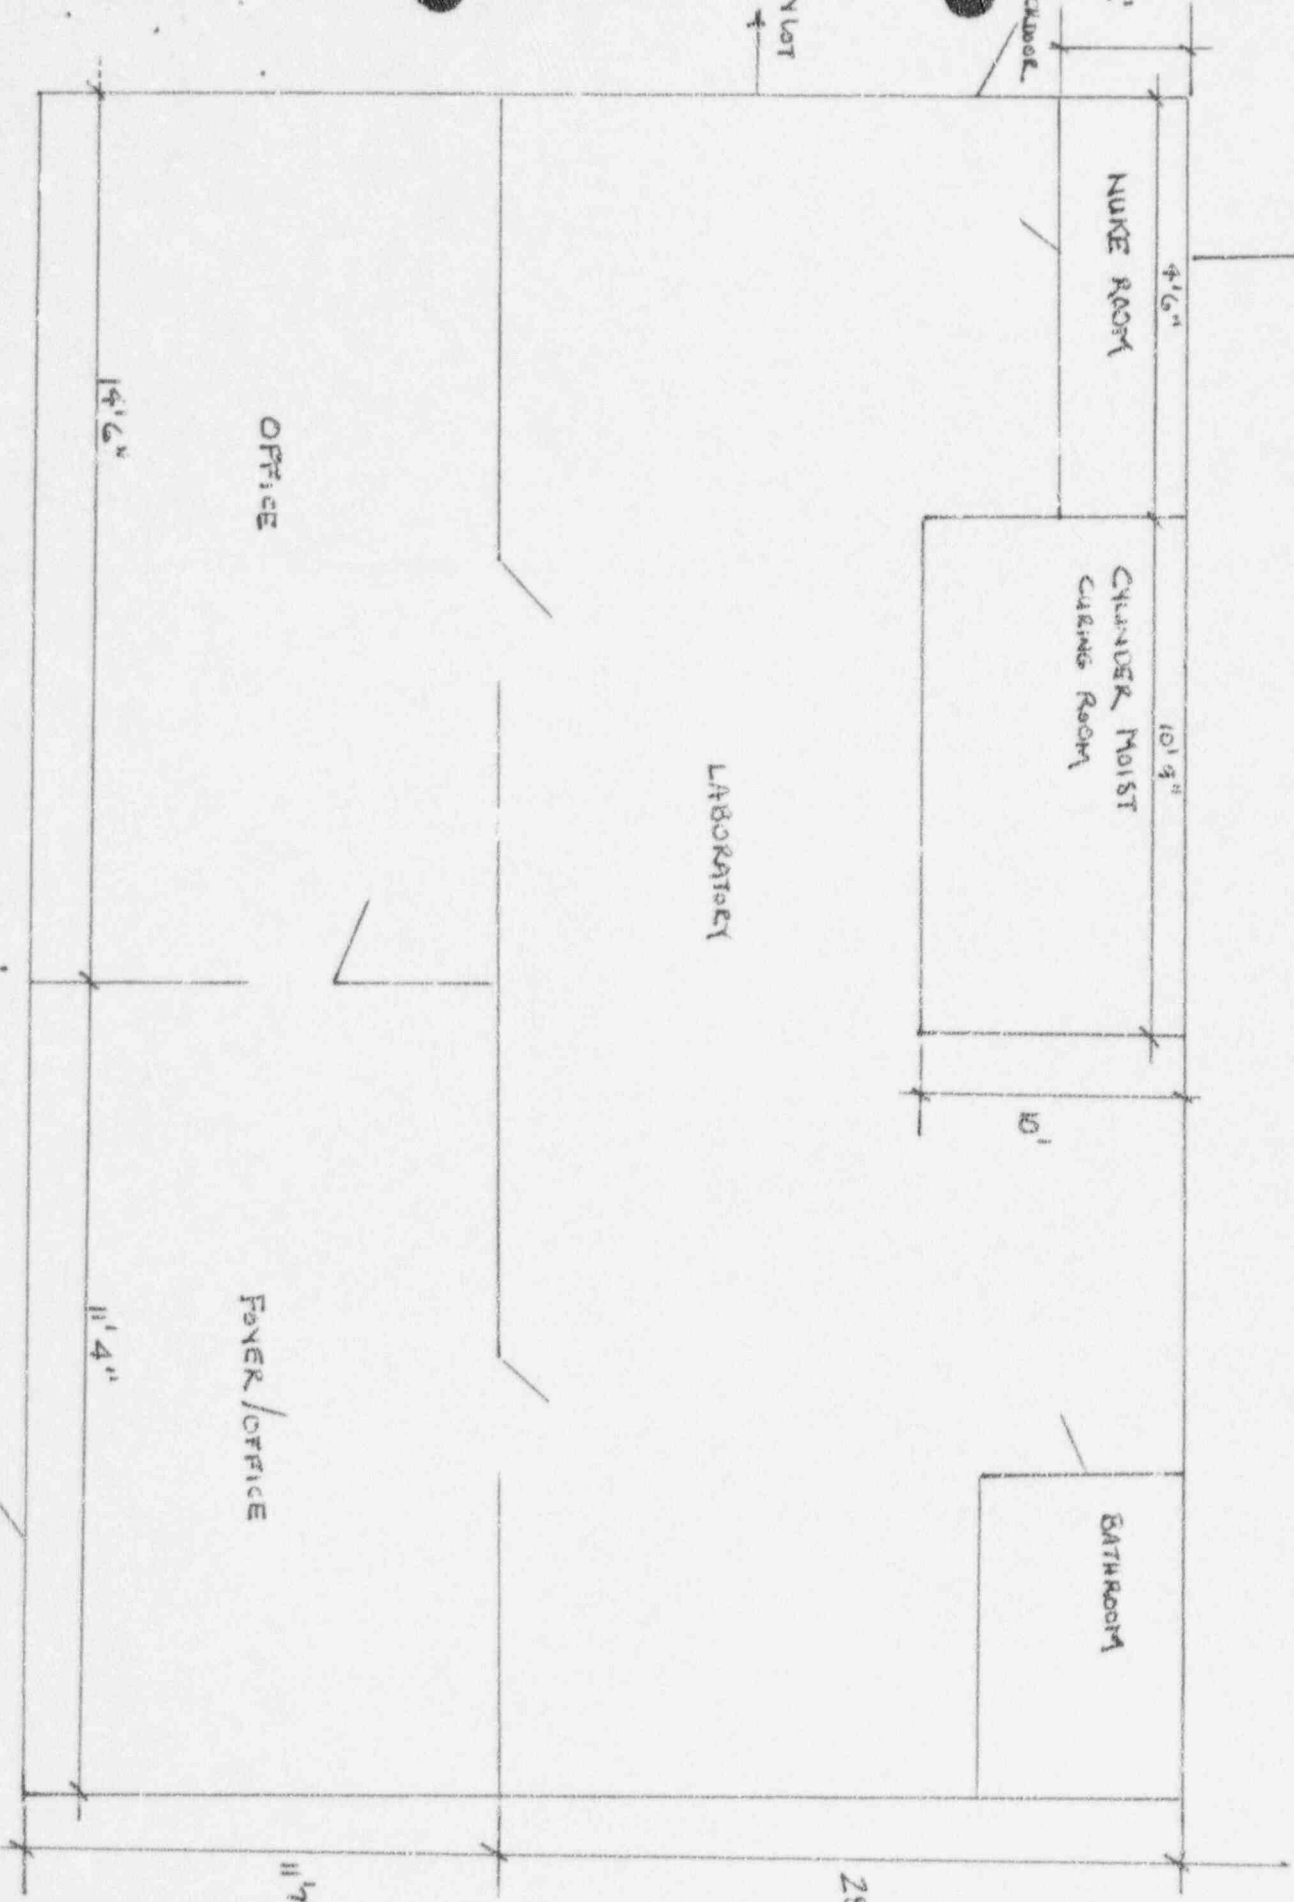 NUKE ROOM
4'6"
CYLINDER MOIST
CURING ROOM
10'9"
10'
BATHROOM
LABORATORY
OFFICE
14'6"
FOYER/OFFICE
11'4"
LOT